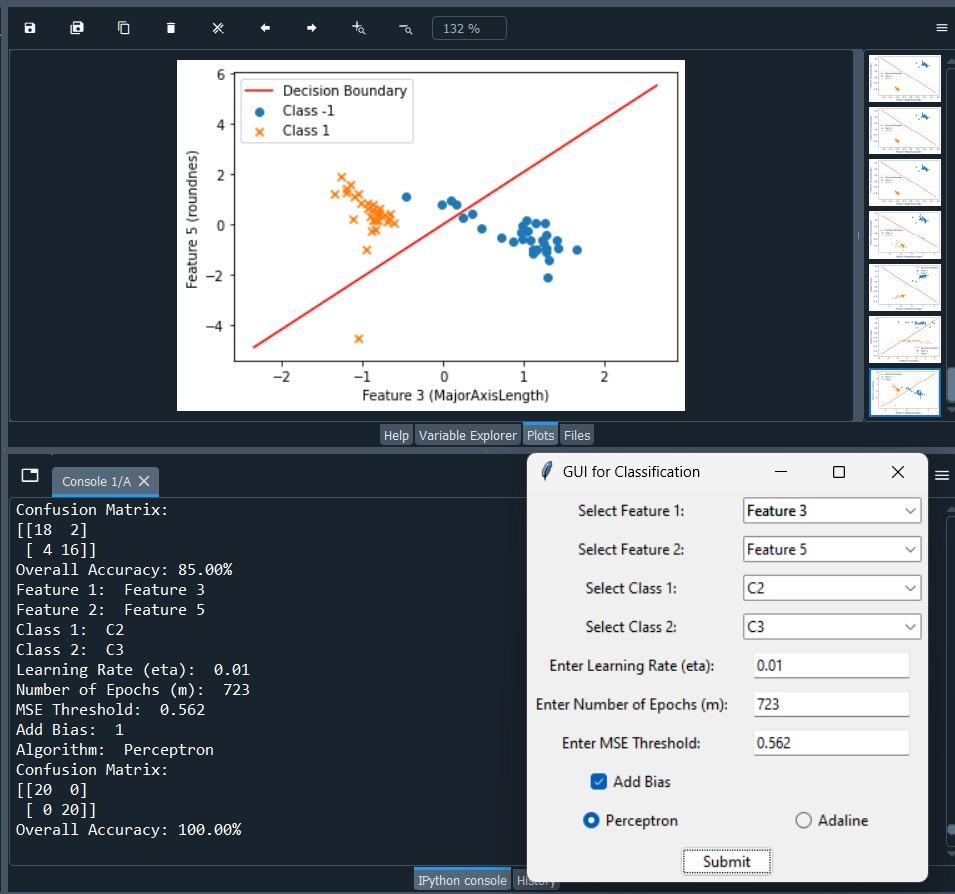 132 %
6
4
2
0
−2
−4
Feature 5 (roundnes)
Decision Boundary
Class -1
Class 1
−2 −1 0 1 2
Feature 3 (MajorAxisLength)
Help Variable Explorer Plots Files
Console 1/A
Confusion Matrix:
[[18  2]
 [ 4 16]]
Overall Accuracy: 85.00%
Feature 1:  Feature 3
Feature 2:  Feature 5
Class 1:  C2
Class 2:  C3
Learning Rate (eta):  0.01
Number of Epochs (m):  723
MSE Threshold:  0.562
Add Bias:  1
Algorithm:  Perceptron
Confusion Matrix:
[[20  0]
 [ 0 20]]
Overall Accuracy: 100.00%
GUI for Classification
Select Feature 1: Feature 3
Select Feature 2: Feature 5
Select Class 1: C2
Select Class 2: C3
Enter Learning Rate (eta): 0.01
Enter Number of Epochs (m): 723
Enter MSE Threshold: 0.562
Add Bias
Perceptron Adaline
Submit
IPython console History